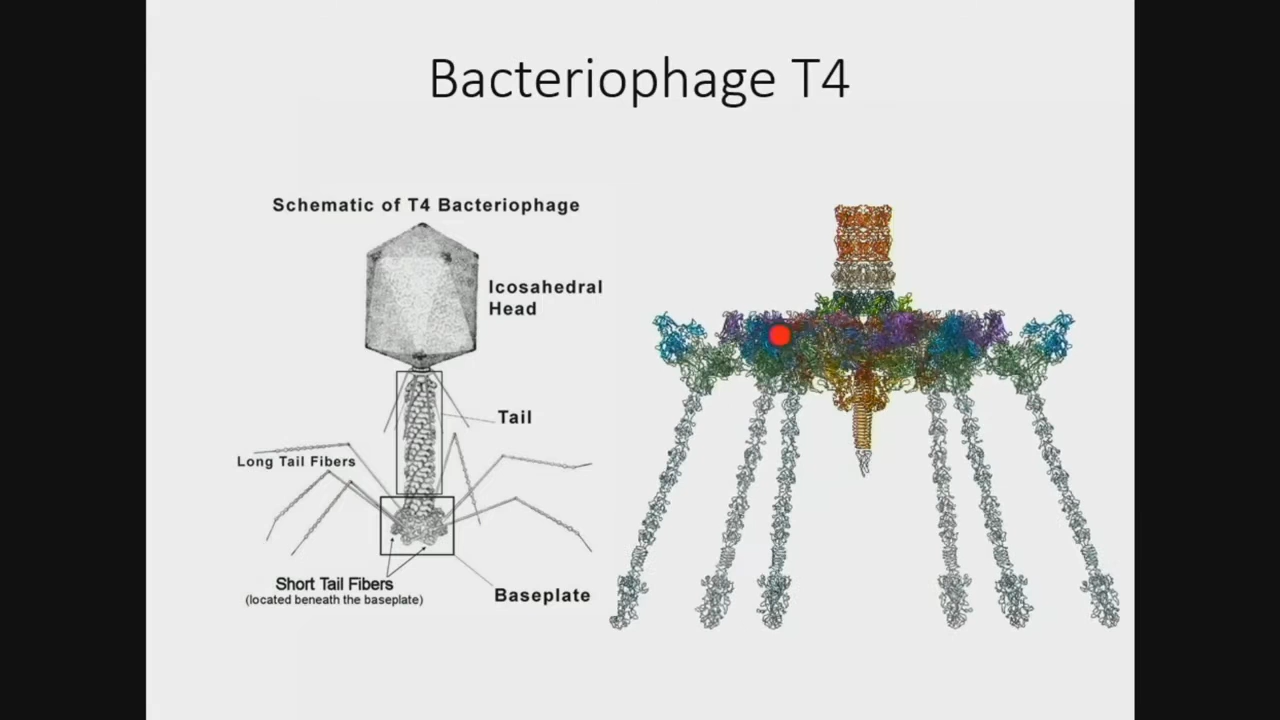 Bacteriophage T4
Schematic of T4 Bacteriophage
Icosahedral
Head
Tail
Long Tail Fibers
Short Tail Fibers
(located beneath the baseplate)
Baseplate